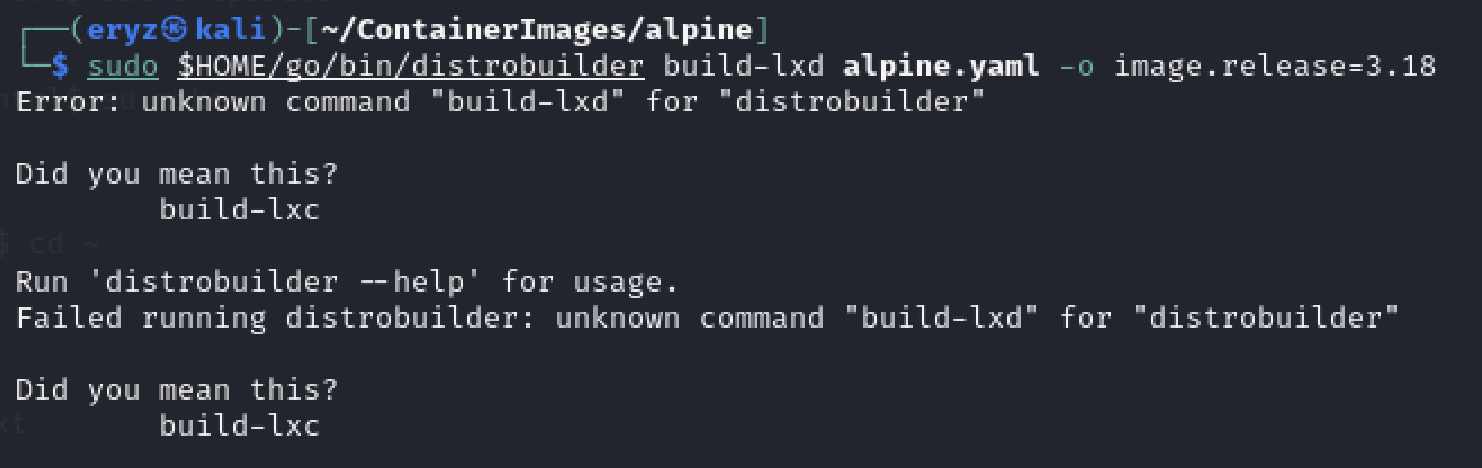 ┌──(eryz㉿kali)-[~/ContainerImages/alpine]
└─$ sudo $HOME/go/bin/distrobuilder build-lxd alpine.yaml -o image.release=3.18
Error: unknown command "build-lxd" for "distrobuilder"
Did you mean this?
build-lxc
$ cd ~
Run 'distrobuilder --help' for usage.
Failed running distrobuilder: unknown command "build-lxd" for "distrobuilder"
Did you mean this?
build-lxc